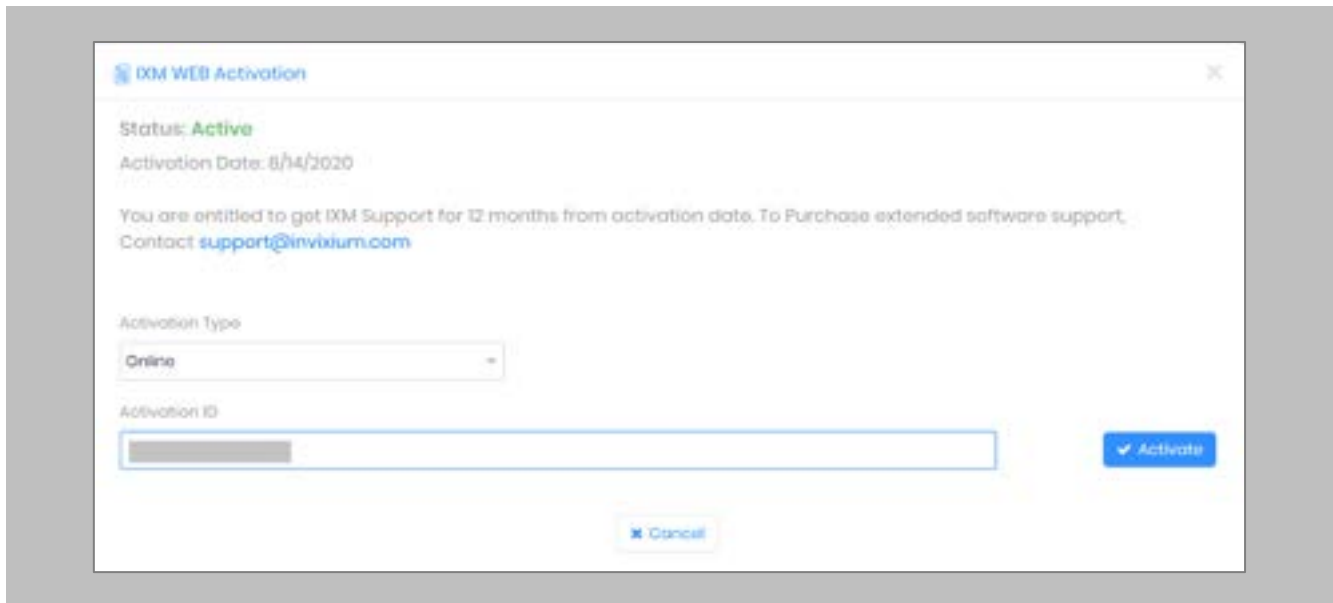 IXM WEB Activation
Status: Active
Activation Date: 8/14/2020
You are entitled to get IXM Support for 12 months from activation date. To Purchase extended software support,
Contact support@invixium.com
Activation Type
Online
Activation ID
Activate
Cancel